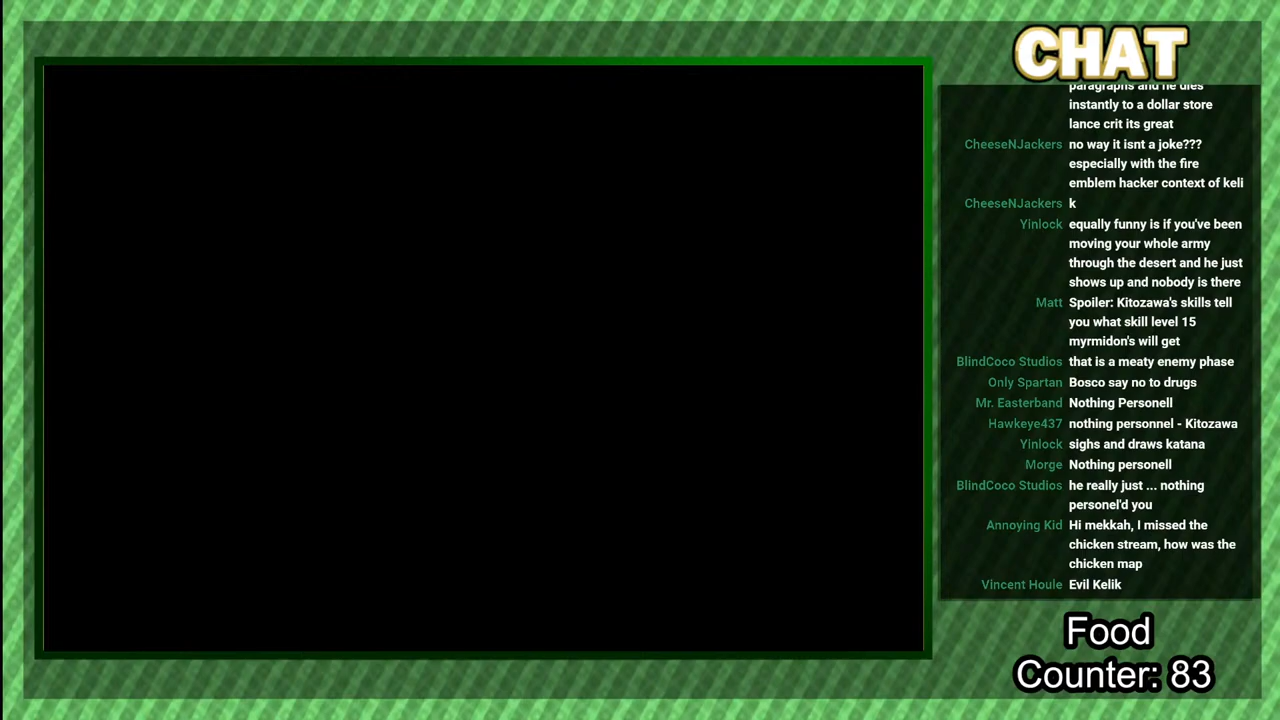 CHAT
paragraphs and he dies
instantly to a dollar store
lance crit its great
CheeseNJackers no way it isnt a joke???
especially with the fire
emblem hacker context of keli
CheeseNJackers k
Yinlock equally funny is if you've been
moving your whole army
through the desert and he just
shows up and nobody is there
Matt Spoiler: Kitozawa's skills tell
you what skill level 15
myrmidon's will get
BlindCoco Studios that is a meaty enemy phase
Only Spartan Bosco say no to drugs
Mr. Easterband Nothing Personell
Hawkeye437 nothing personnel - Kitozawa
Yinlock sighs and draws katana
Morge Nothing personell
BlindCoco Studios he really just ... nothing
personel'd you
Annoying Kid Hi mekkah, I missed the
chicken stream, how was the
chicken map
Vincent Houle Evil Kelik
Food
Counter: 83